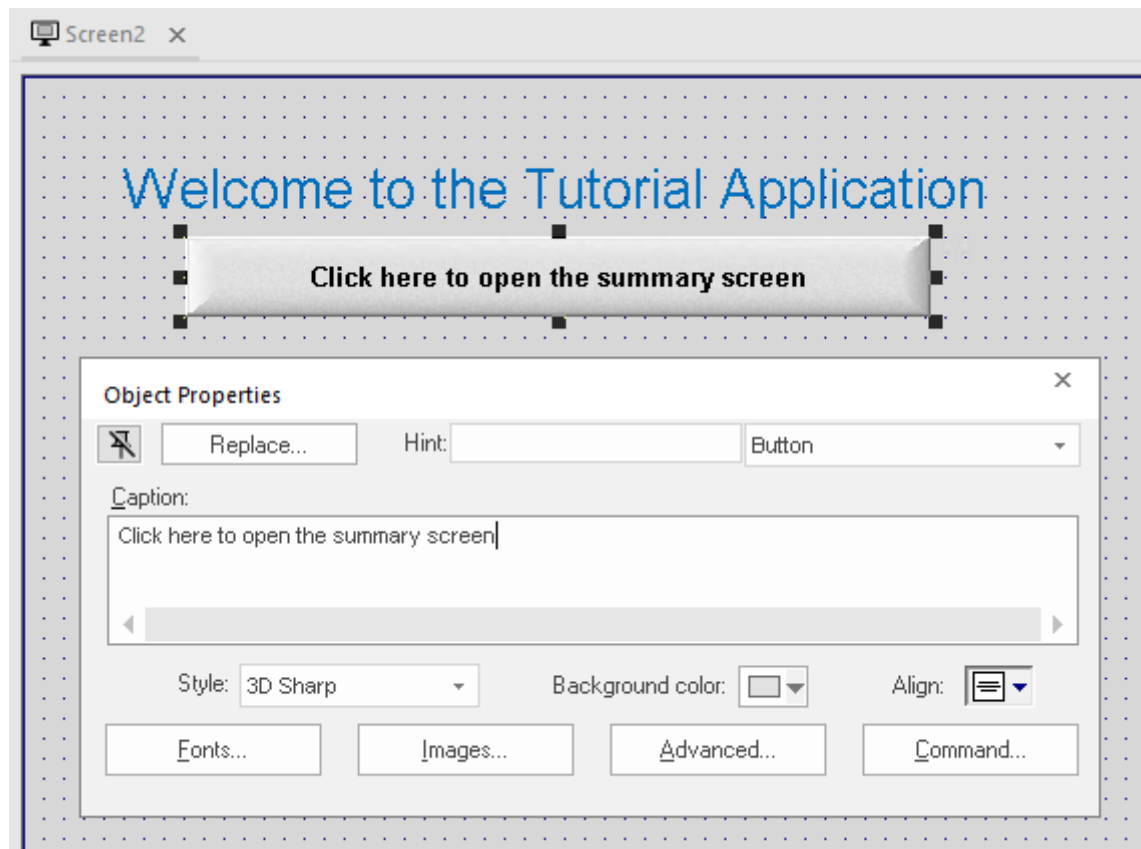 Screen2
Welcome to the Tutorial Application
Click here to open the summary screen
Object Properties
Replace... Hint: Button
Caption:
Click here to open the summary screen
Style: 3D Sharp Background color: Align:
Fonts... Images... Advanced... Command...